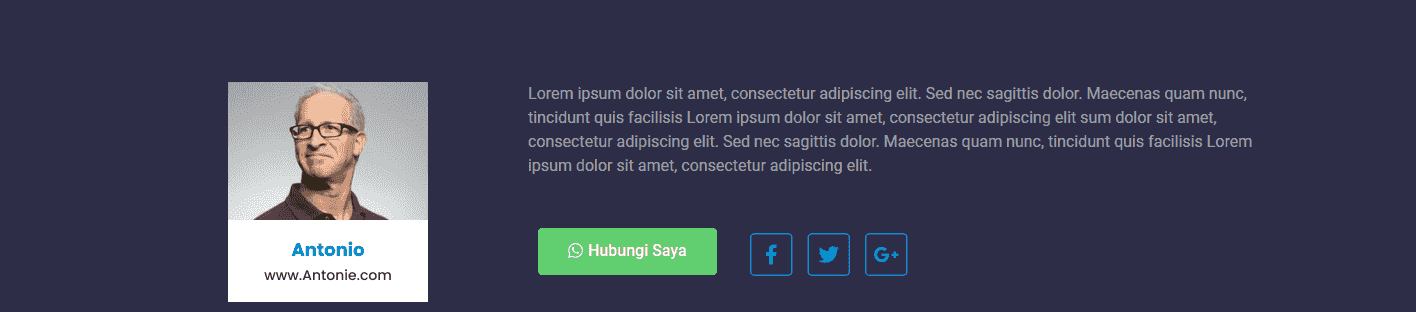 Lorem ipsum dolor sit amet, consectetur adipiscing elit. Sed nec sagittis dolor. Maecenas quam nunc,
tincidunt quis facilisis Lorem ipsum dolor sit amet, consectetur adipiscing elit sum dolor sit amet,
consectetur adipiscing elit. Sed nec sagittis dolor. Maecenas quam nunc, tincidunt quis facilisis Lorem
ipsum dolor sit amet, consectetur adipiscing elit.
Antonio
www.Antonie.com
Hubungi Saya